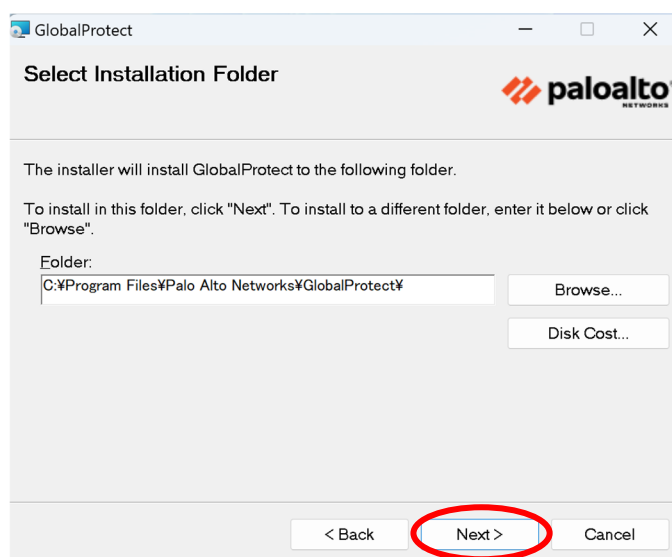 GlobalProtect
Select Installation Folder
paloalto
NETWORKS
The installer will install GlobalProtect to the following folder.
To install in this folder, click "Next". To install to a different folder, enter it below or click
"Browse".
Folder:
C:¥Program Files¥Palo Alto Networks¥GlobalProtect¥
Browse...
Disk Cost...
< Back
Next >
Cancel